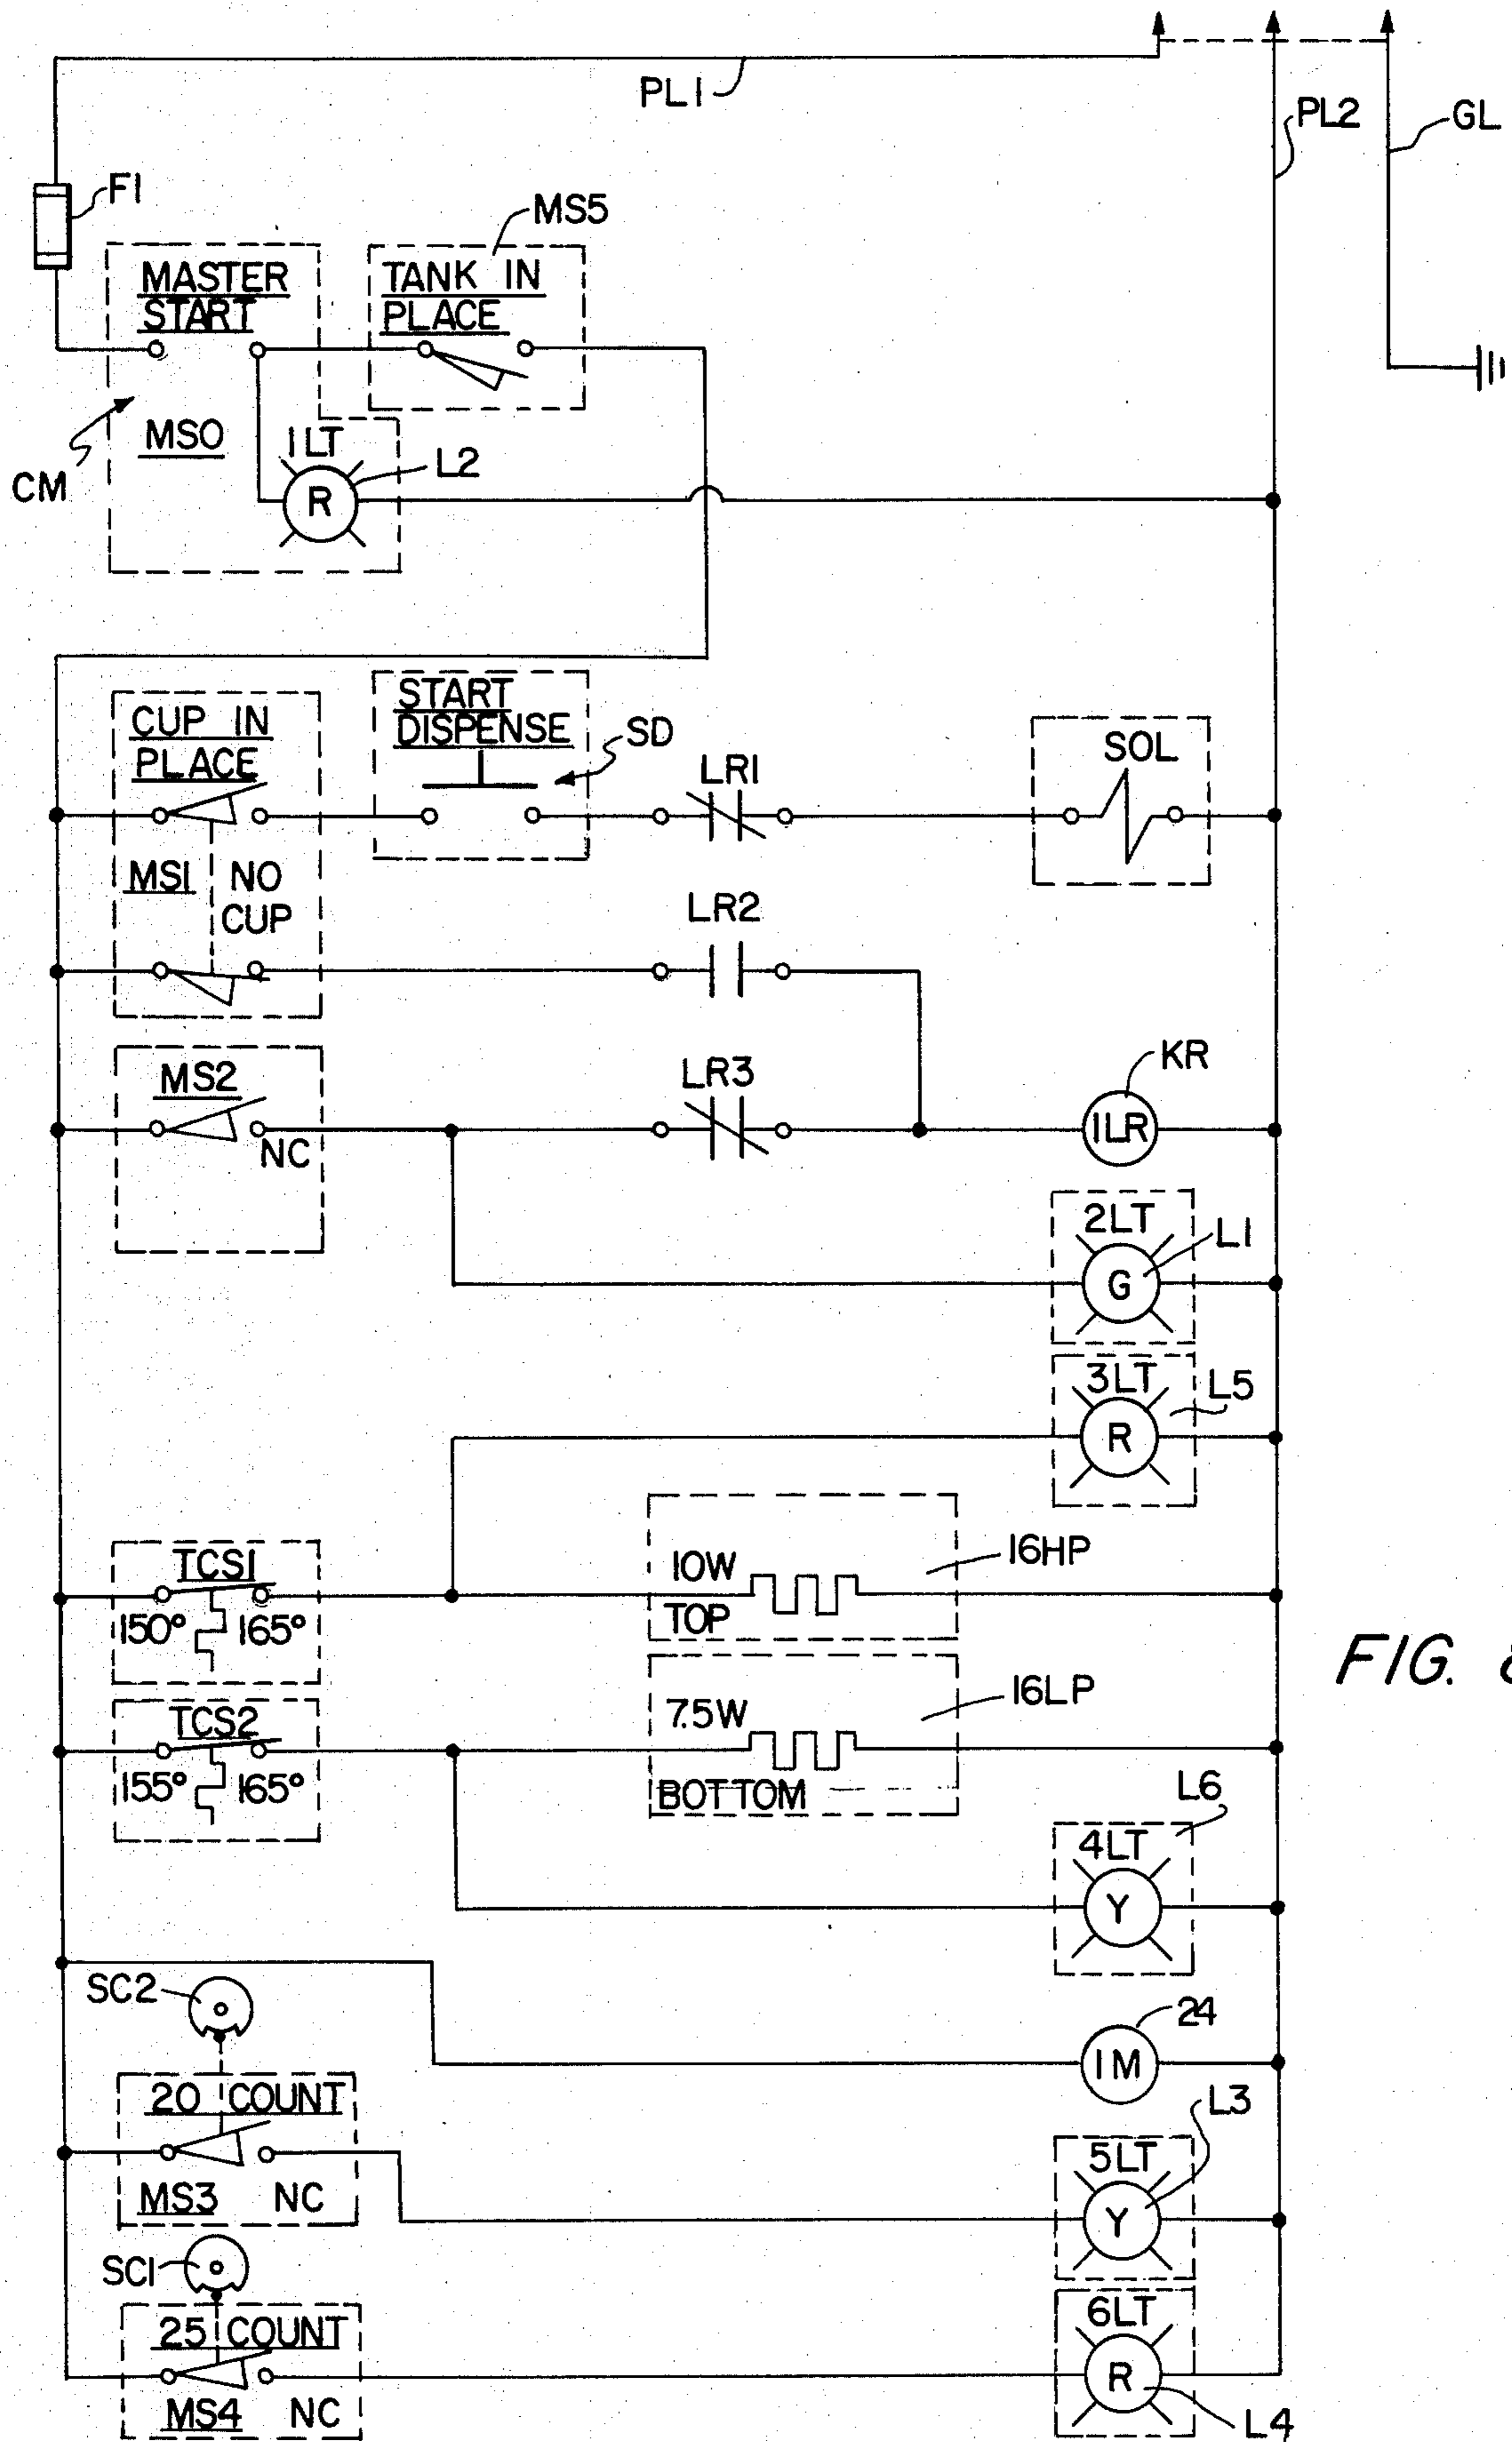 PL1
PL2
GL
F1
MS5
MASTER
START
TANK IN
PLACE
MSO
1LT
L2
R
CM
CUP IN
PLACE
START
DISPENSE
SD
LR1
SOL
MS1
NO
CUP
LR2
MS2
NC
LR3
KR
1LR
2LT
L1
G
3LT
L5
R
TCS1
150° 165°
10W
TOP
16HP
FIG. 8
TCS2
155° 165°
7.5W
BOTTOM
16LP
L6
4LT
Y
SC2
24
1M
20 COUNT
MS3 NC
L3
5LT
Y
SC1
25 COUNT
MS4 NC
6LT
R
L4